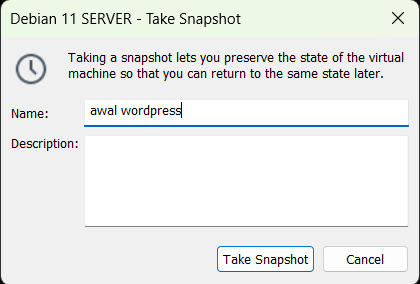 Debian 11 SERVER - Take Snapshot
Taking a snapshot lets you preserve the state of the virtual
machine so that you can return to the same state later.
Name: awal wordpress
Description:
Take Snapshot Cancel